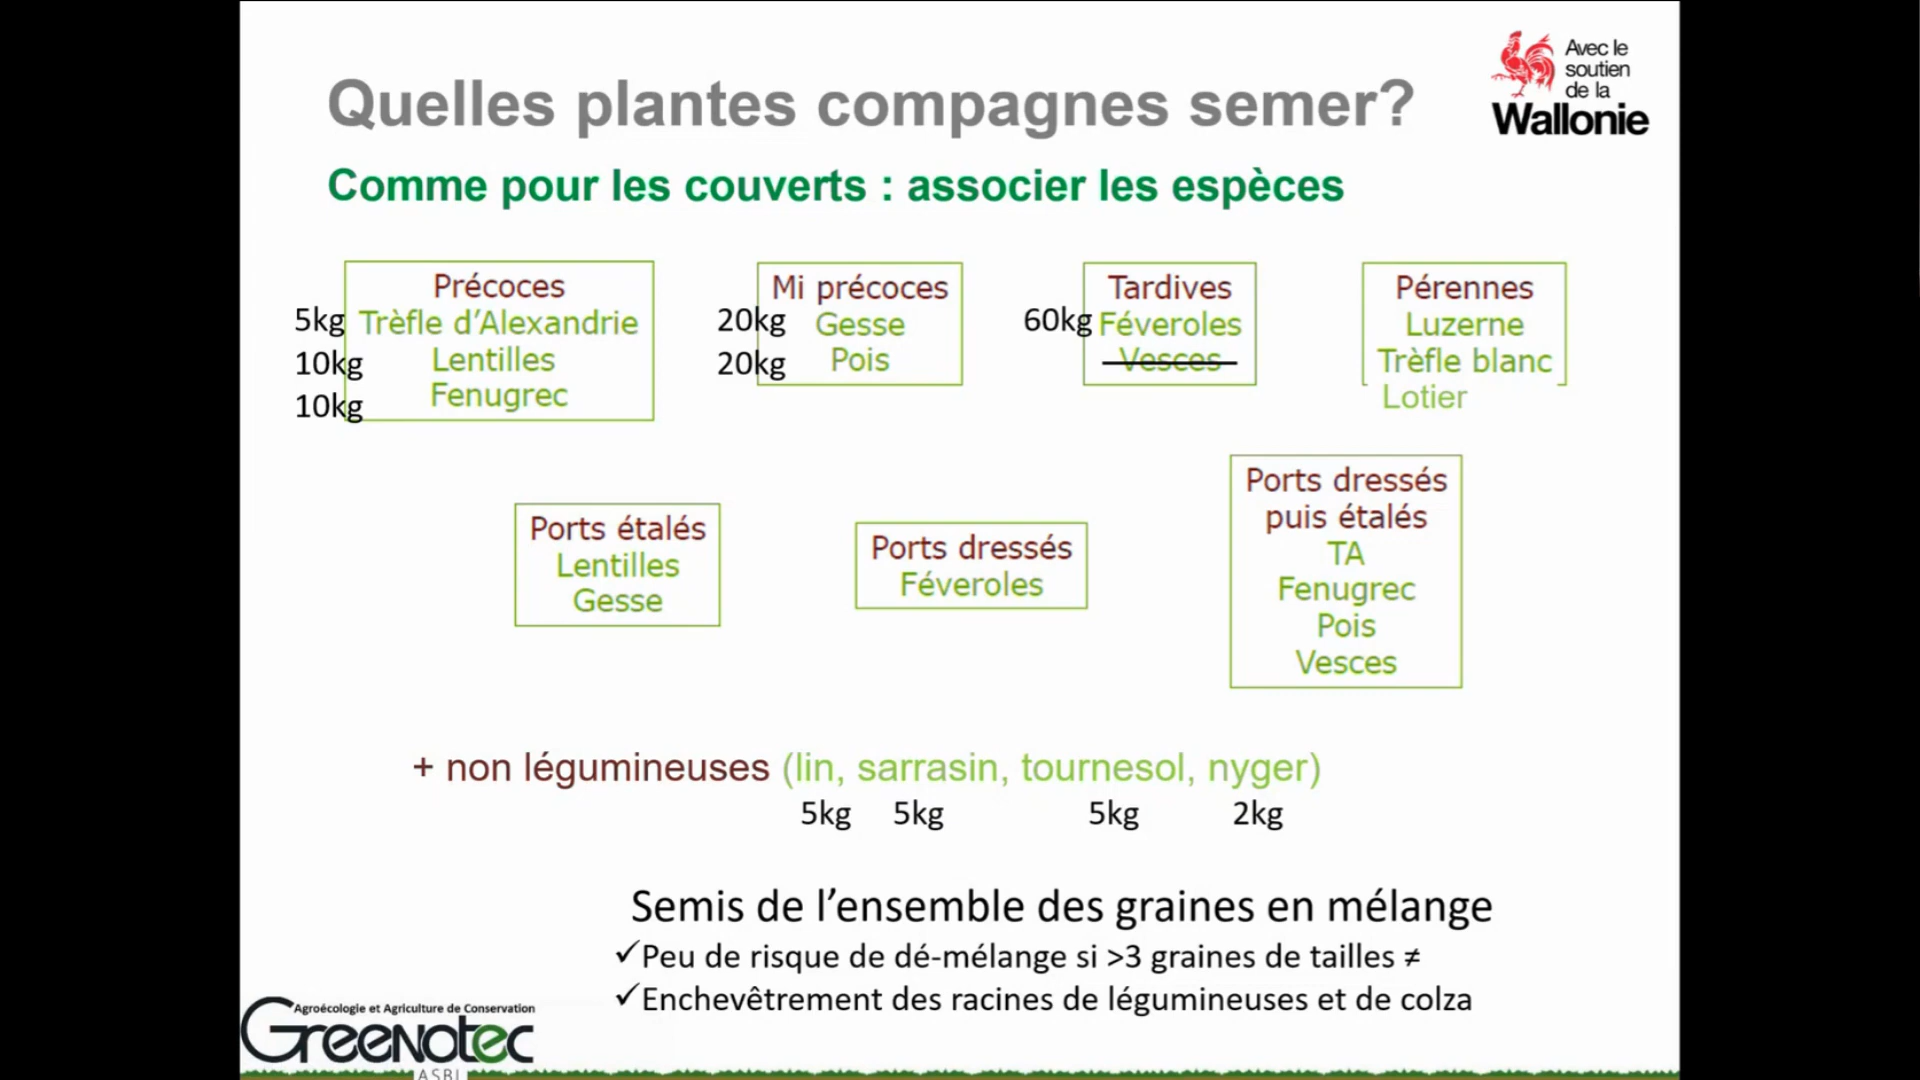 Quelles plantes compagnes semer?
Avec le
soutien
de la
Wallonie
Comme pour les couverts : associer les espèces
Précoces
5kg Trèfle d'Alexandrie
10kg Lentilles
10kg Fenugrec
Mi précoces
20kg Gesse
20kg Pois
Tardives
60kg Féveroles
Vesces
Pérennes
Luzerne
Trèfle blanc
Lotier
Ports étalés
Lentilles
Gesse
Ports dressés
Féveroles
Ports dressés
puis étalés
TA
Fenugrec
Pois
Vesces
+ non légumineuses (lin, sarrasin, tournesol, nyger)
5kg 5kg 5kg 2kg
Semis de l'ensemble des graines en mélange
✓Peu de risque de dé-mélange si >3 graines de tailles ≠
✓Enchevêtrement des racines de légumineuses et de colza
Agroécologie et Agriculture de Conservation
Greenotec
ASBL